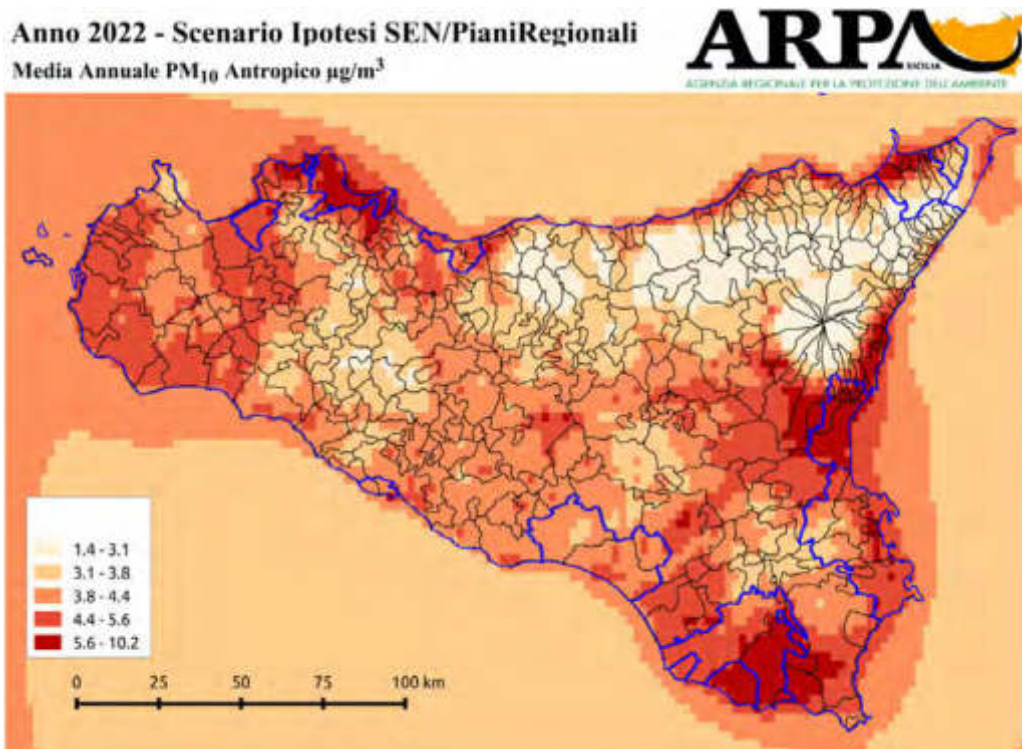 Anno 2022 - Scenario Ipotesi SEN/PianiRegionali
Media Annuale PM10 Antropico µg/m³
ARPA
SICILIA
AGENZIA REGIONALE PER LA PROTEZIONE DELL'AMBIENTE
1.4 - 3.1
3.1 - 3.8
3.8 - 4.4
4.4 - 5.6
5.6 - 10.2
0 25 50 75 100 km